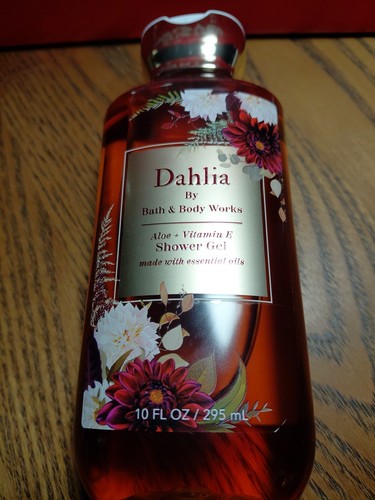 Dahlia
By
Bath & Body Works
Aloe + Vitamin E
Shower Gel
made with essential oils
10 FL OZ / 295 mL